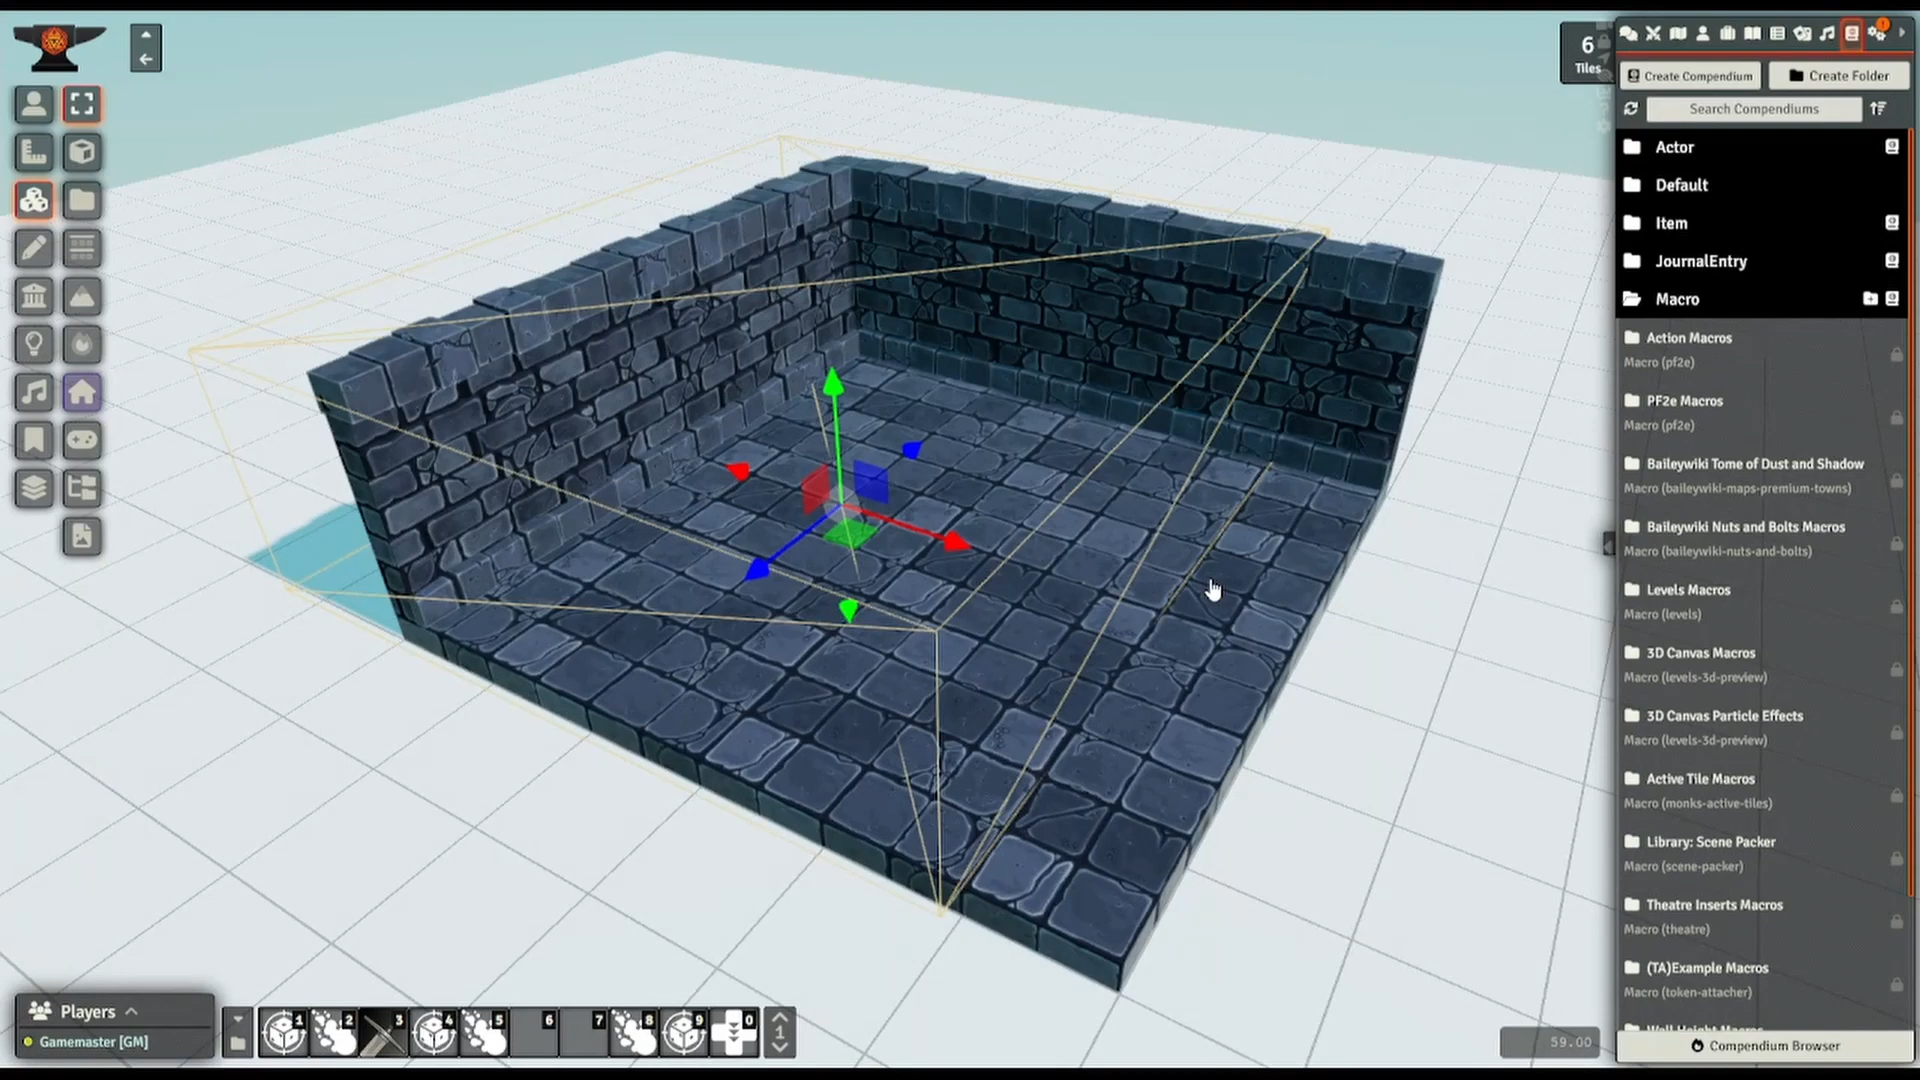 6
Tiles
Create Compendium
Create Folder
Search Compendiums
Actor
Default
Item
JournalEntry
Macro
Action Macros
Macro (pf2e)
PF2e Macros
Macro (pf2e)
Baileywiki Tome of Dust and Shadow
Macro (baileywiki-maps-premium-towns)
Baileywiki Nuts and Bolts Macros
Macro (baileywiki-nuts-and-bolts)
Levels Macros
Macro (levels)
3D Canvas Macros
Macro (levels-3d-preview)
3D Canvas Particle Effects
Macro (levels-3d-preview)
Active Tile Macros
Macro (monks-active-tiles)
Library: Scene Packer
Macro (scene-packer)
Theatre Inserts Macros
Macro (theatre)
(TA)Example Macros
Macro (token-attacher)
Wall Height Macros
Compendium Browser
Players
Gamemaster [GM]
1 2 3 4 5 6 7 8 9 0
1
59.00